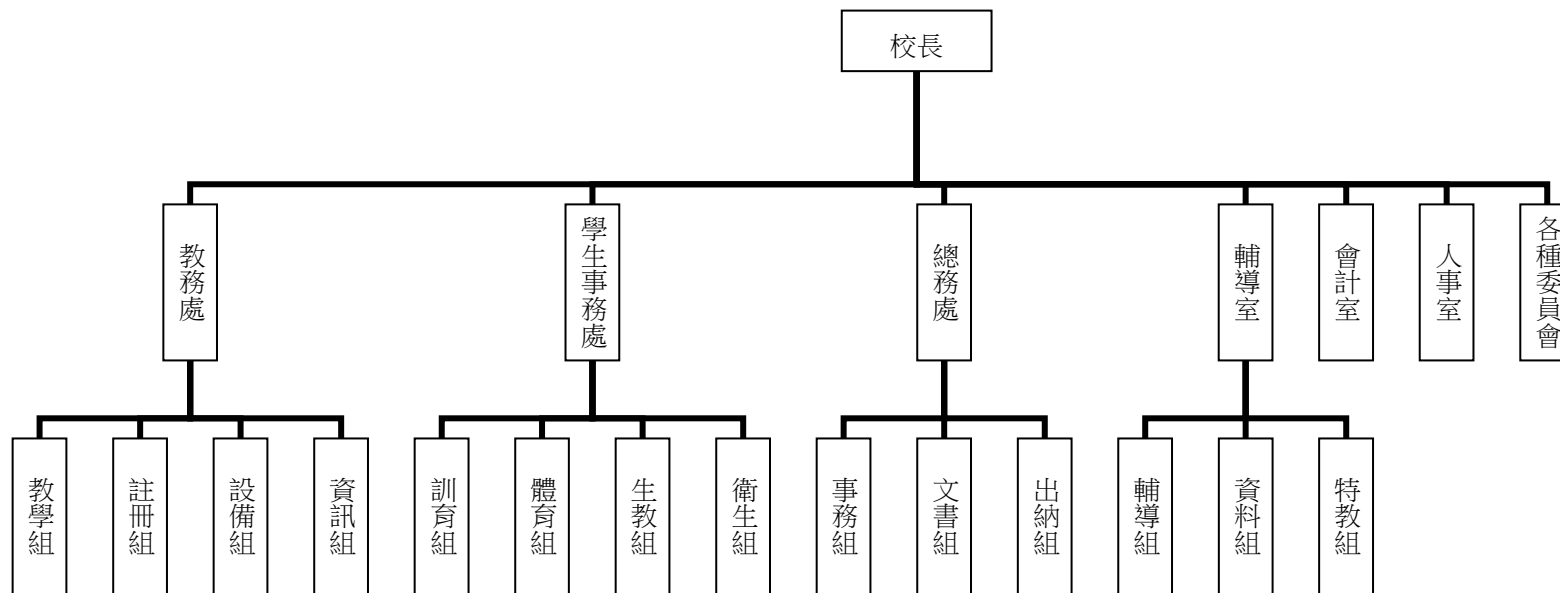 校長
教務處
學生事務處
總務處
輔導室
會計室
人事室
各種委員會
教學組
註冊組
設備組
資訊組
訓育組
體育組
生教組
衛生組
事務組
文書組
出納組
輔導組
資料組
特教組